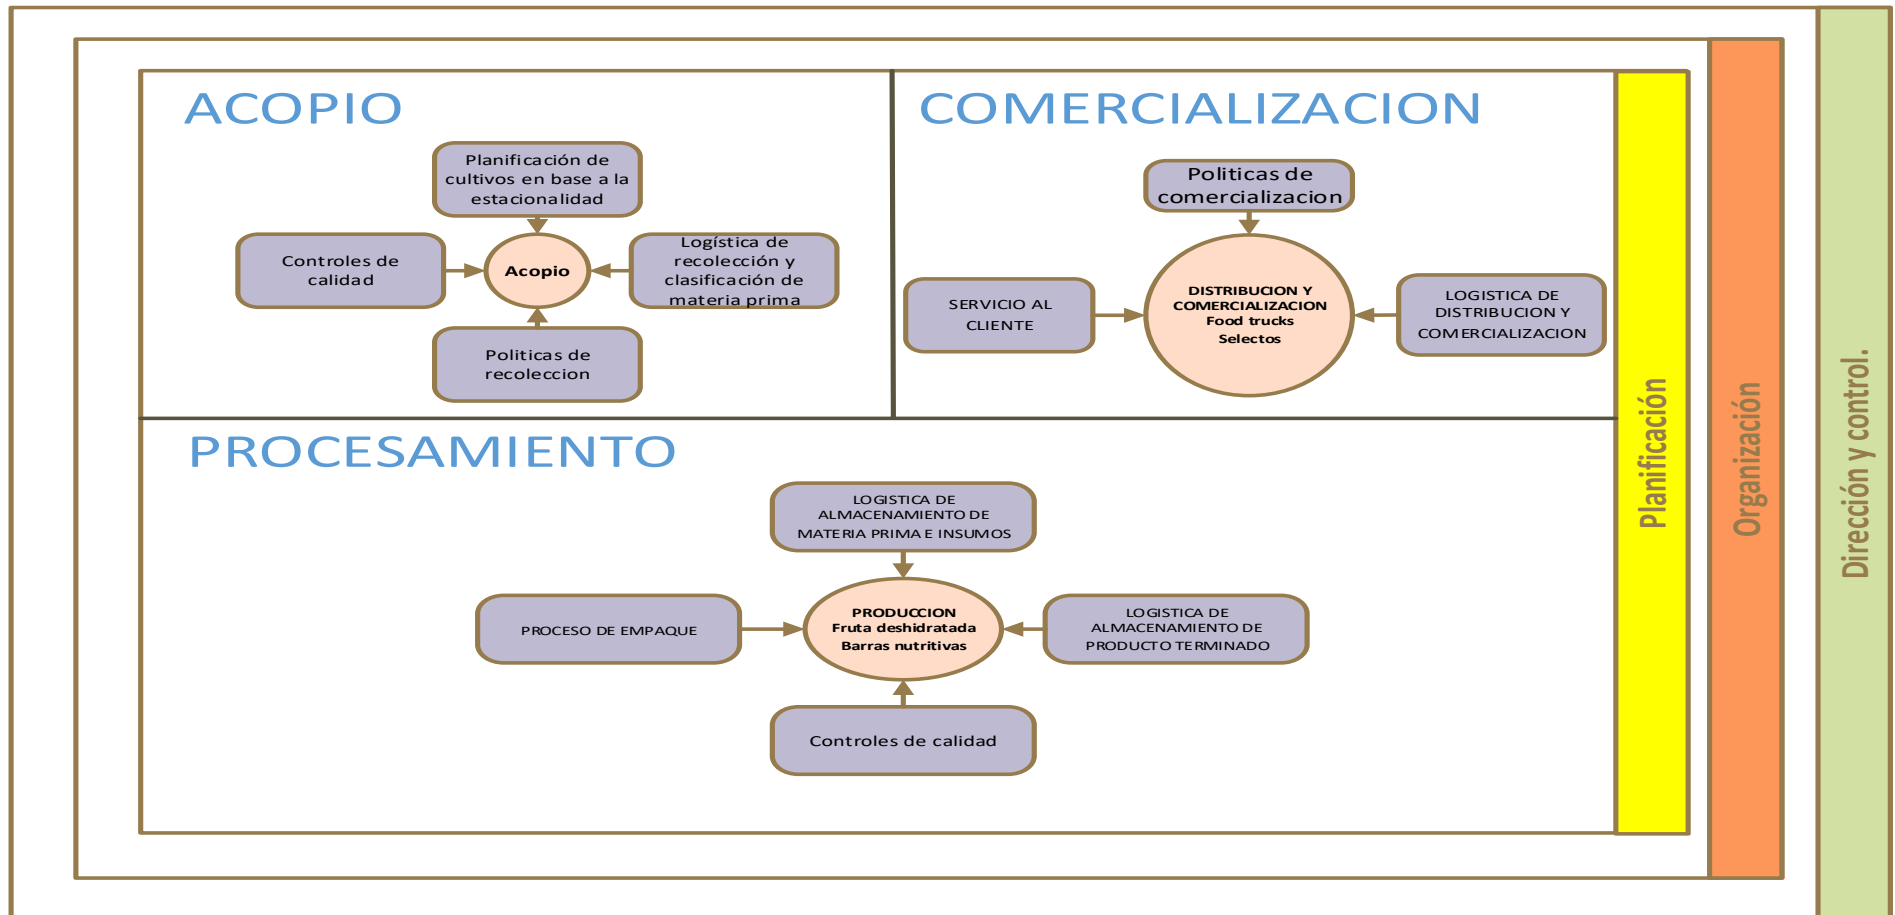 ACOPIO
Planificación de
cultivos en base a la
estacionalidad
Controles de
calidad
Acopio
Logística de
recolección y
clasificación de
materia prima
Politicas de
recoleccion
COMERCIALIZACION
Politicas de
comercializacion
SERVICIO AL
CLIENTE
DISTRIBUCION Y
COMERCIALIZACION
Food trucks
Selectos
LOGISTICA DE
DISTRIBUCION Y
COMERCIALIZACION
PROCESAMIENTO
LOGISTICA DE
ALMACENAMIENTO DE
MATERIA PRIMA E INSUMOS
PROCESO DE EMPAQUE
PRODUCCION
Fruta deshidratada
Barras nutritivas
LOGISTICA DE
ALMACENAMIENTO DE
PRODUCTO TERMINADO
Controles de calidad
Planificación
Organización
Dirección y control.